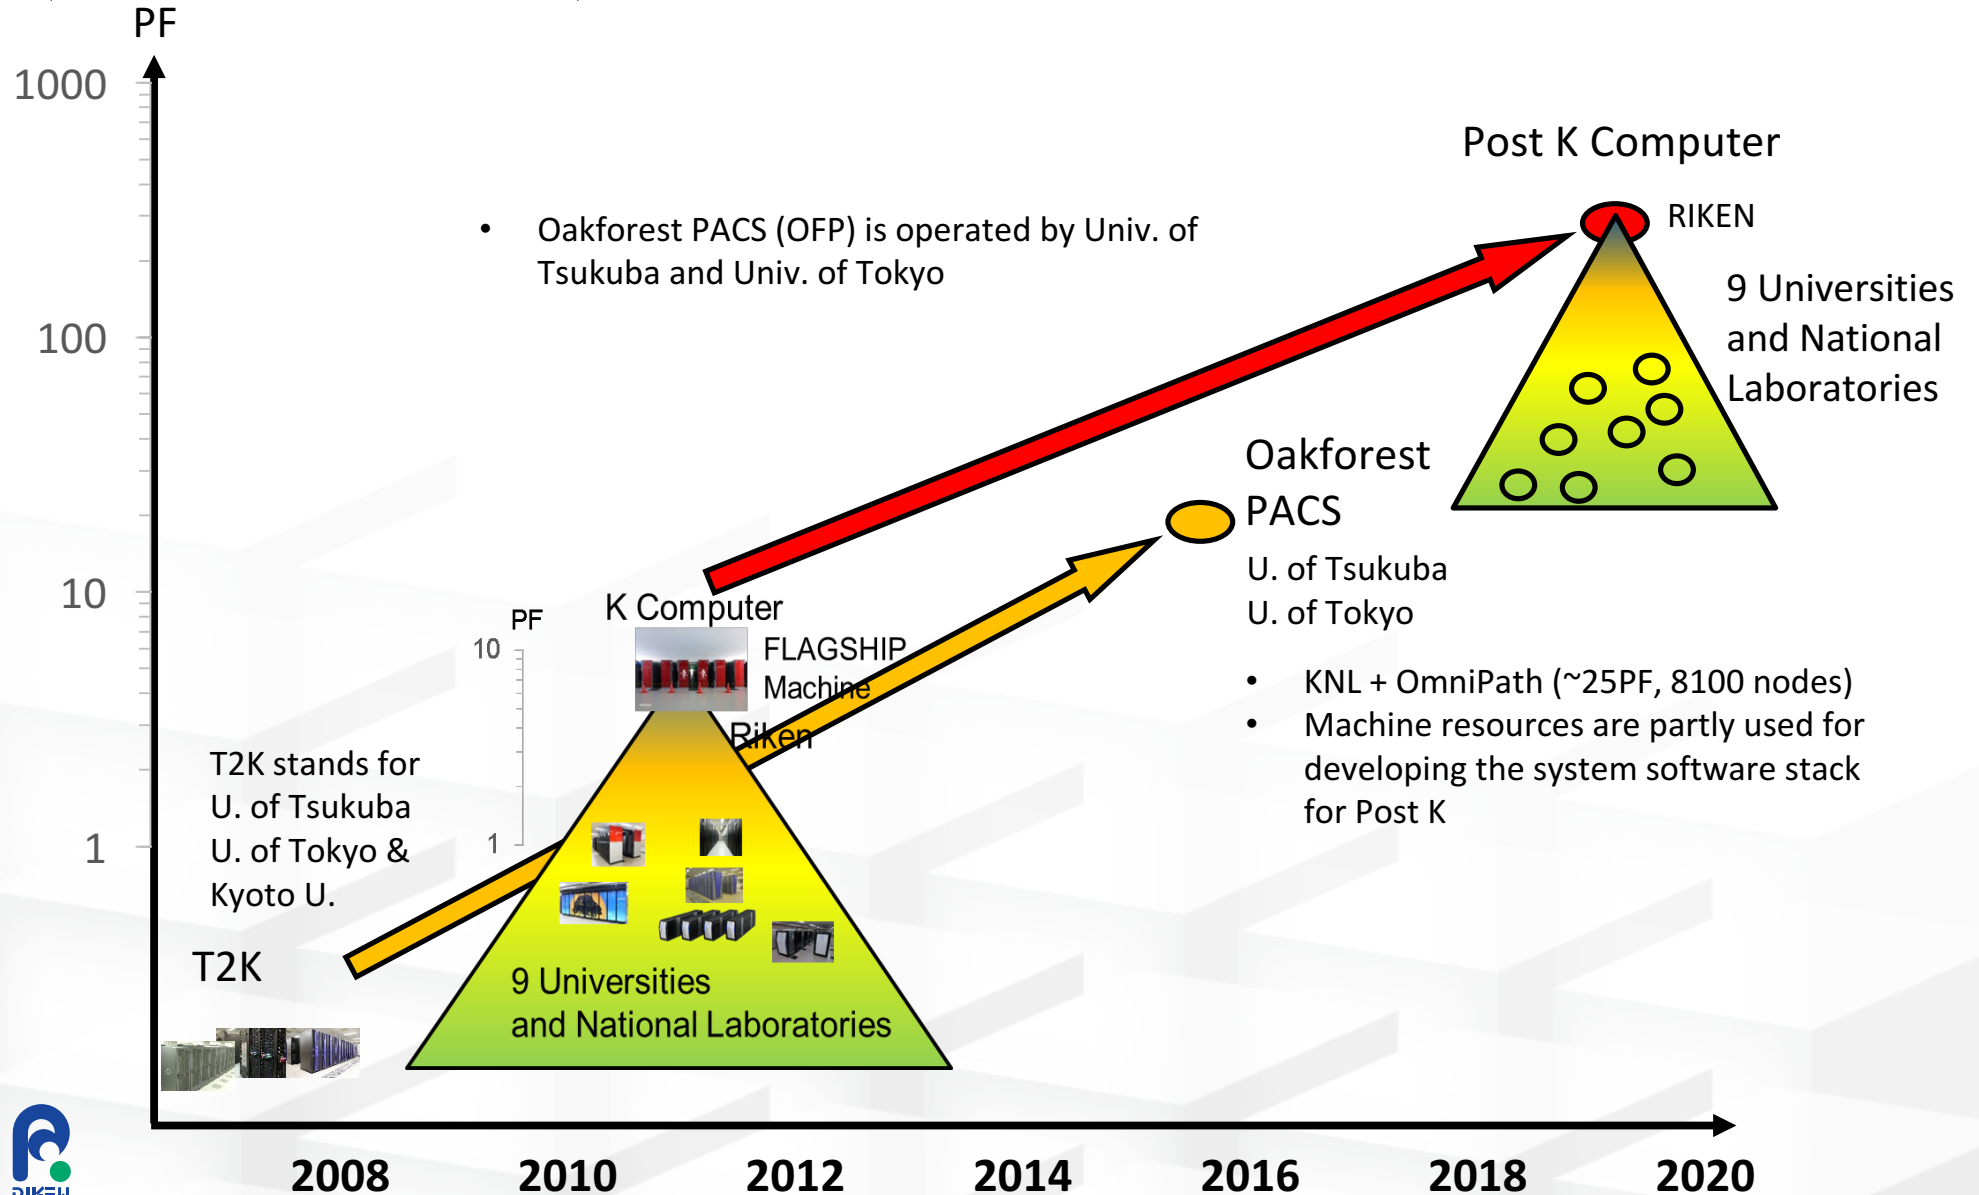 PF
1000
100
10
1
Post K Computer
RIKEN
9 Universities
and National
Laboratories
• Oakforest PACS (OFP) is operated by Univ. of
Tsukuba and Univ. of Tokyo
Oakforest
PACS
U. of Tsukuba
U. of Tokyo
• KNL + OmniPath (~25PF, 8100 nodes)
• Machine resources are partly used for
developing the system software stack
for Post K
K Computer
PF
10
1
FLAGSHIP
Machine
Riken
9 Universities
and National Laboratories
T2K stands for
U. of Tsukuba
U. of Tokyo &
Kyoto U.
T2K
2008 2010 2012 2014 2016 2018 2020
RIKEN